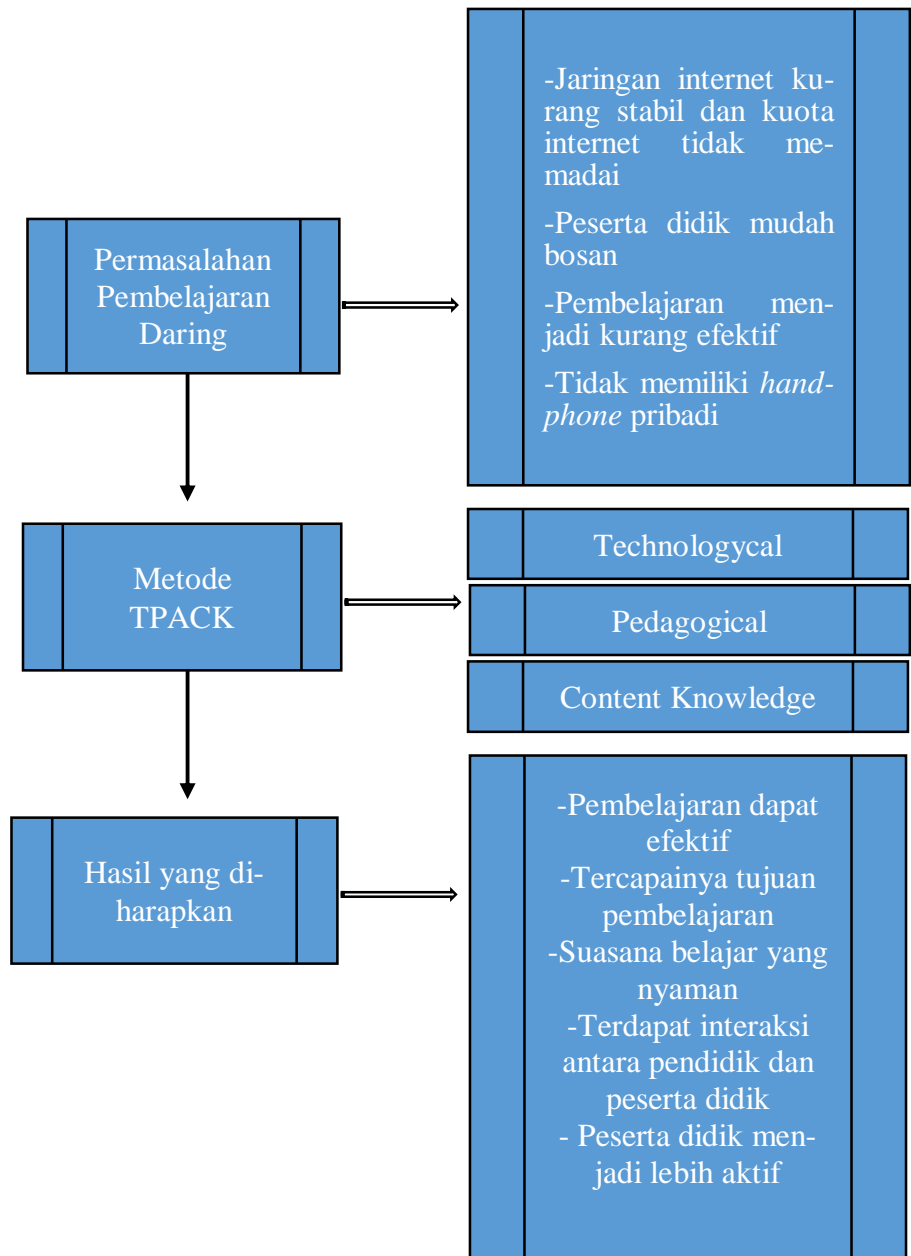 Permasalahan
Pembelajaran
Daring
-Jaringan internet ku-
rang stabil dan kuota
internet tidak me-
madai
-Peserta didik mudah
bosan
-Pembelajaran men-
jadi kurang efektif
-Tidak memiliki hand-
phone pribadi
Metode
TPACK
Technologycal
Pedagogical
Content Knowledge
Hasil yang di-
harapkan
-Pembelajaran dapat
efektif
-Tercapainya tujuan
pembelajaran
-Suasana belajar yang
nyaman
-Terdapat interaksi
antara pendidik dan
peserta didik
- Peserta didik men-
jadi lebih aktif